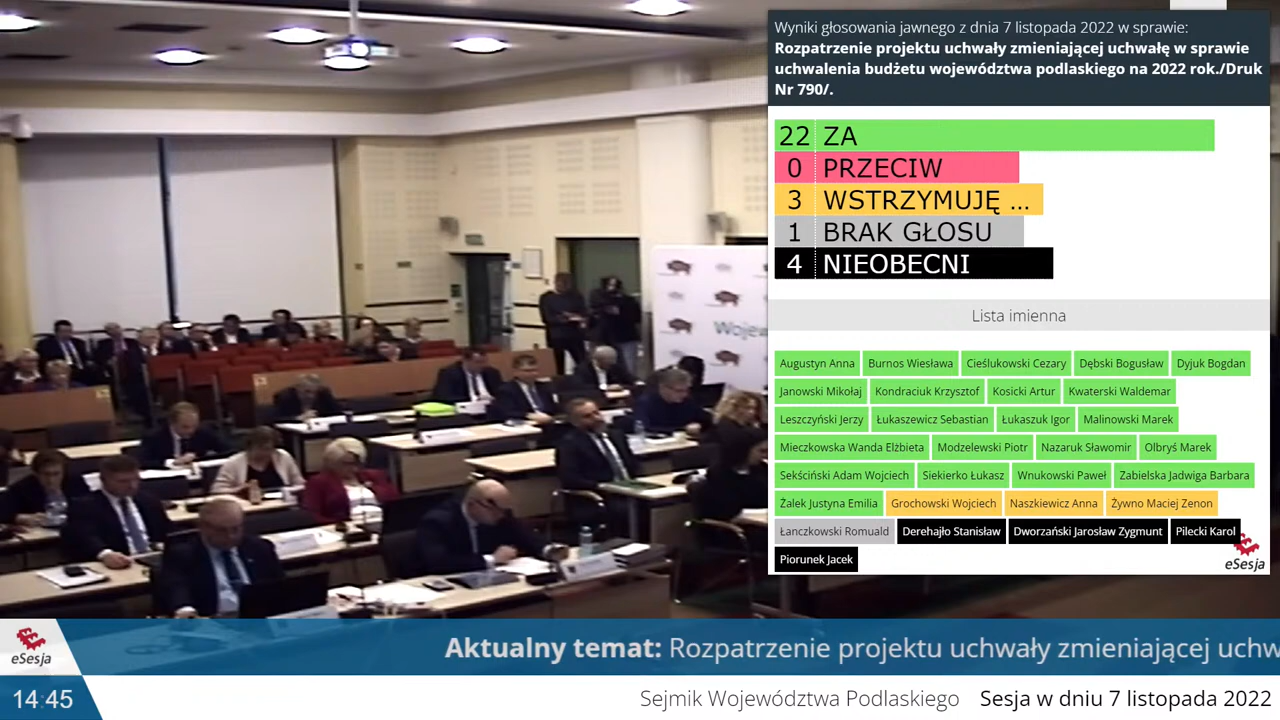 Wyniki głosowania jawnego z dnia 7 listopada 2022 w sprawie:
Rozpatrzenie projektu uchwały zmieniającej uchwałę w sprawie
uchwalenia budżetu województwa podlaskiego na 2022 rok./Druk
Nr 790/.
22 ZA
0 PRZECIW
3 WSTRZYMUJĘ ...
1 BRAK GŁOSU
4 NIEOBECNI
Lista imienna
Augustyn Anna Burnos Wiesława Cieślukowski Cezary Dębski Bogusław Dyjuk Bogdan
Janowski Mikołaj Kondraciuk Krzysztof Kosicki Artur Kwaterski Waldemar
Leszczyński Jerzy Łukaszewicz Sebastian Łukaszuk Igor Malinowski Marek
Mieczkowska Wanda Elżbieta Modzelewski Piotr Nazaruk Sławomir Olbryś Marek
Sekściński Adam Wojciech Siekierko Łukasz Wnukowski Paweł Zabielska Jadwiga Barbara
Żalek Justyna Emilia Grochowski Wojciech Naszkiewicz Anna Żywno Maciej Zenon
Łanczkowski Romuald Derehajło Stanisław Dworzański Jarosław Zygmunt Pilecki Karol
Piorunek Jacek
eSesja
Wojew
Aktualny temat: Rozpatrzenie projektu uchwały zmieniającej uchw
eSesja
14:45
Sejmik Województwa Podlaskiego Sesja w dniu 7 listopada 2022